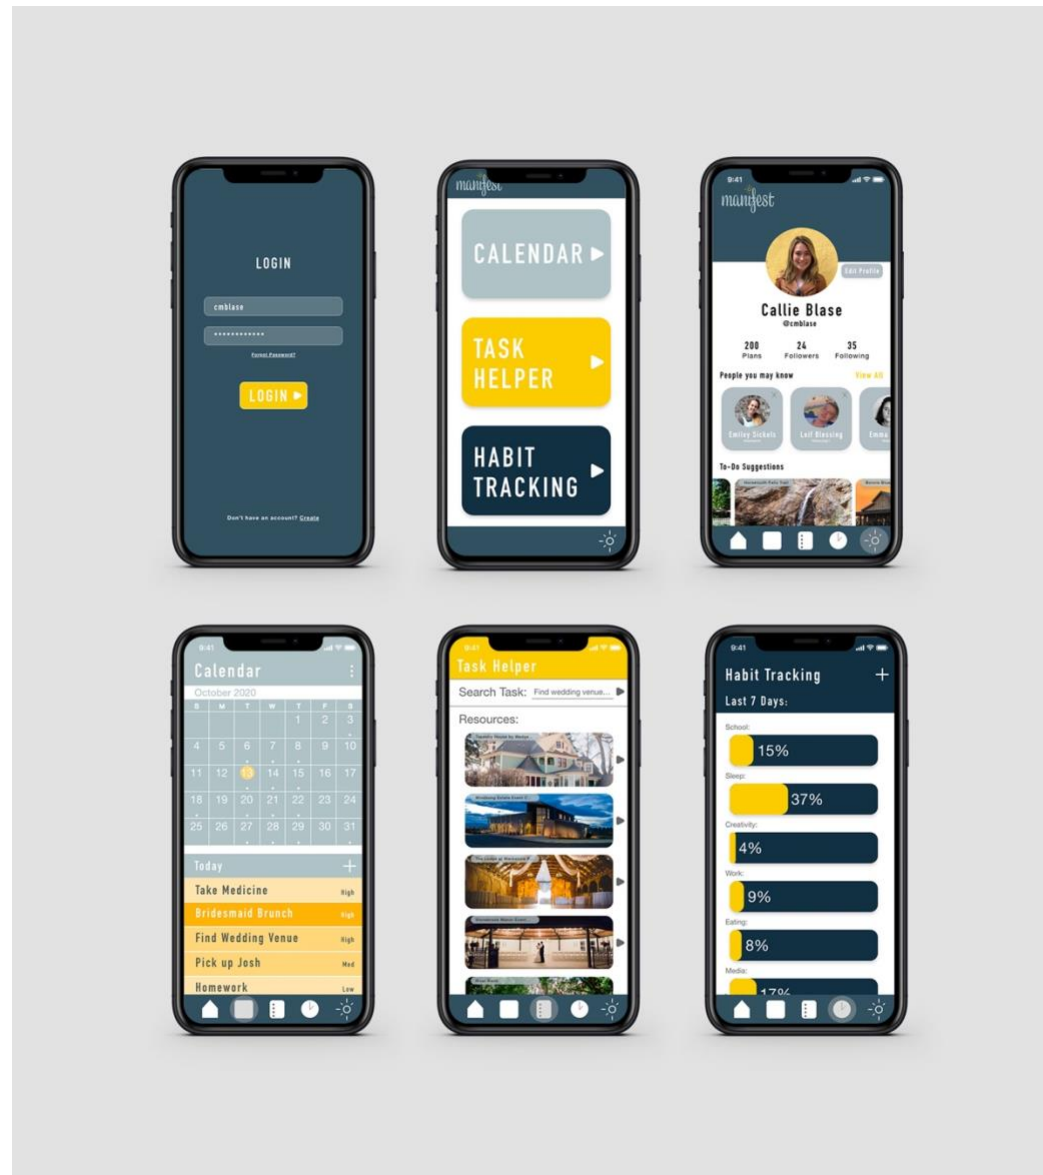 LOGIN
cmblase
************
Forgot Password?
LOGIN
Don't have an account? Create
manifest
CALENDAR
TASK
HELPER
HABIT
TRACKING
9:41
manifest
Edit Profile
Callie Blase
@cmblase
200 24 35
Plans Followers Following
People you may know View All
Emilvy Sickels Leif Blessing Emma
To-Do Suggestions
9:41
Calendar
October 2020
S M T W T F S
1 2 3
4 5 6 7 8 9 10
11 12 13 14 15 16 17
18 19 20 21 22 23 24
25 26 27 28 29 30 31
Today
Take Medicine High
Bridesmaid Brunch High
Find Wedding Venue High
Pick up Josh Med
Homework Low
9:41
Task Helper
Search Task: Find wedding venue...
Resources:
9:41
Habit Tracking
Last 7 Days:
School:
15%
Sleep:
37%
Creativity:
4%
Work:
9%
Eating:
8%
Media:
17%